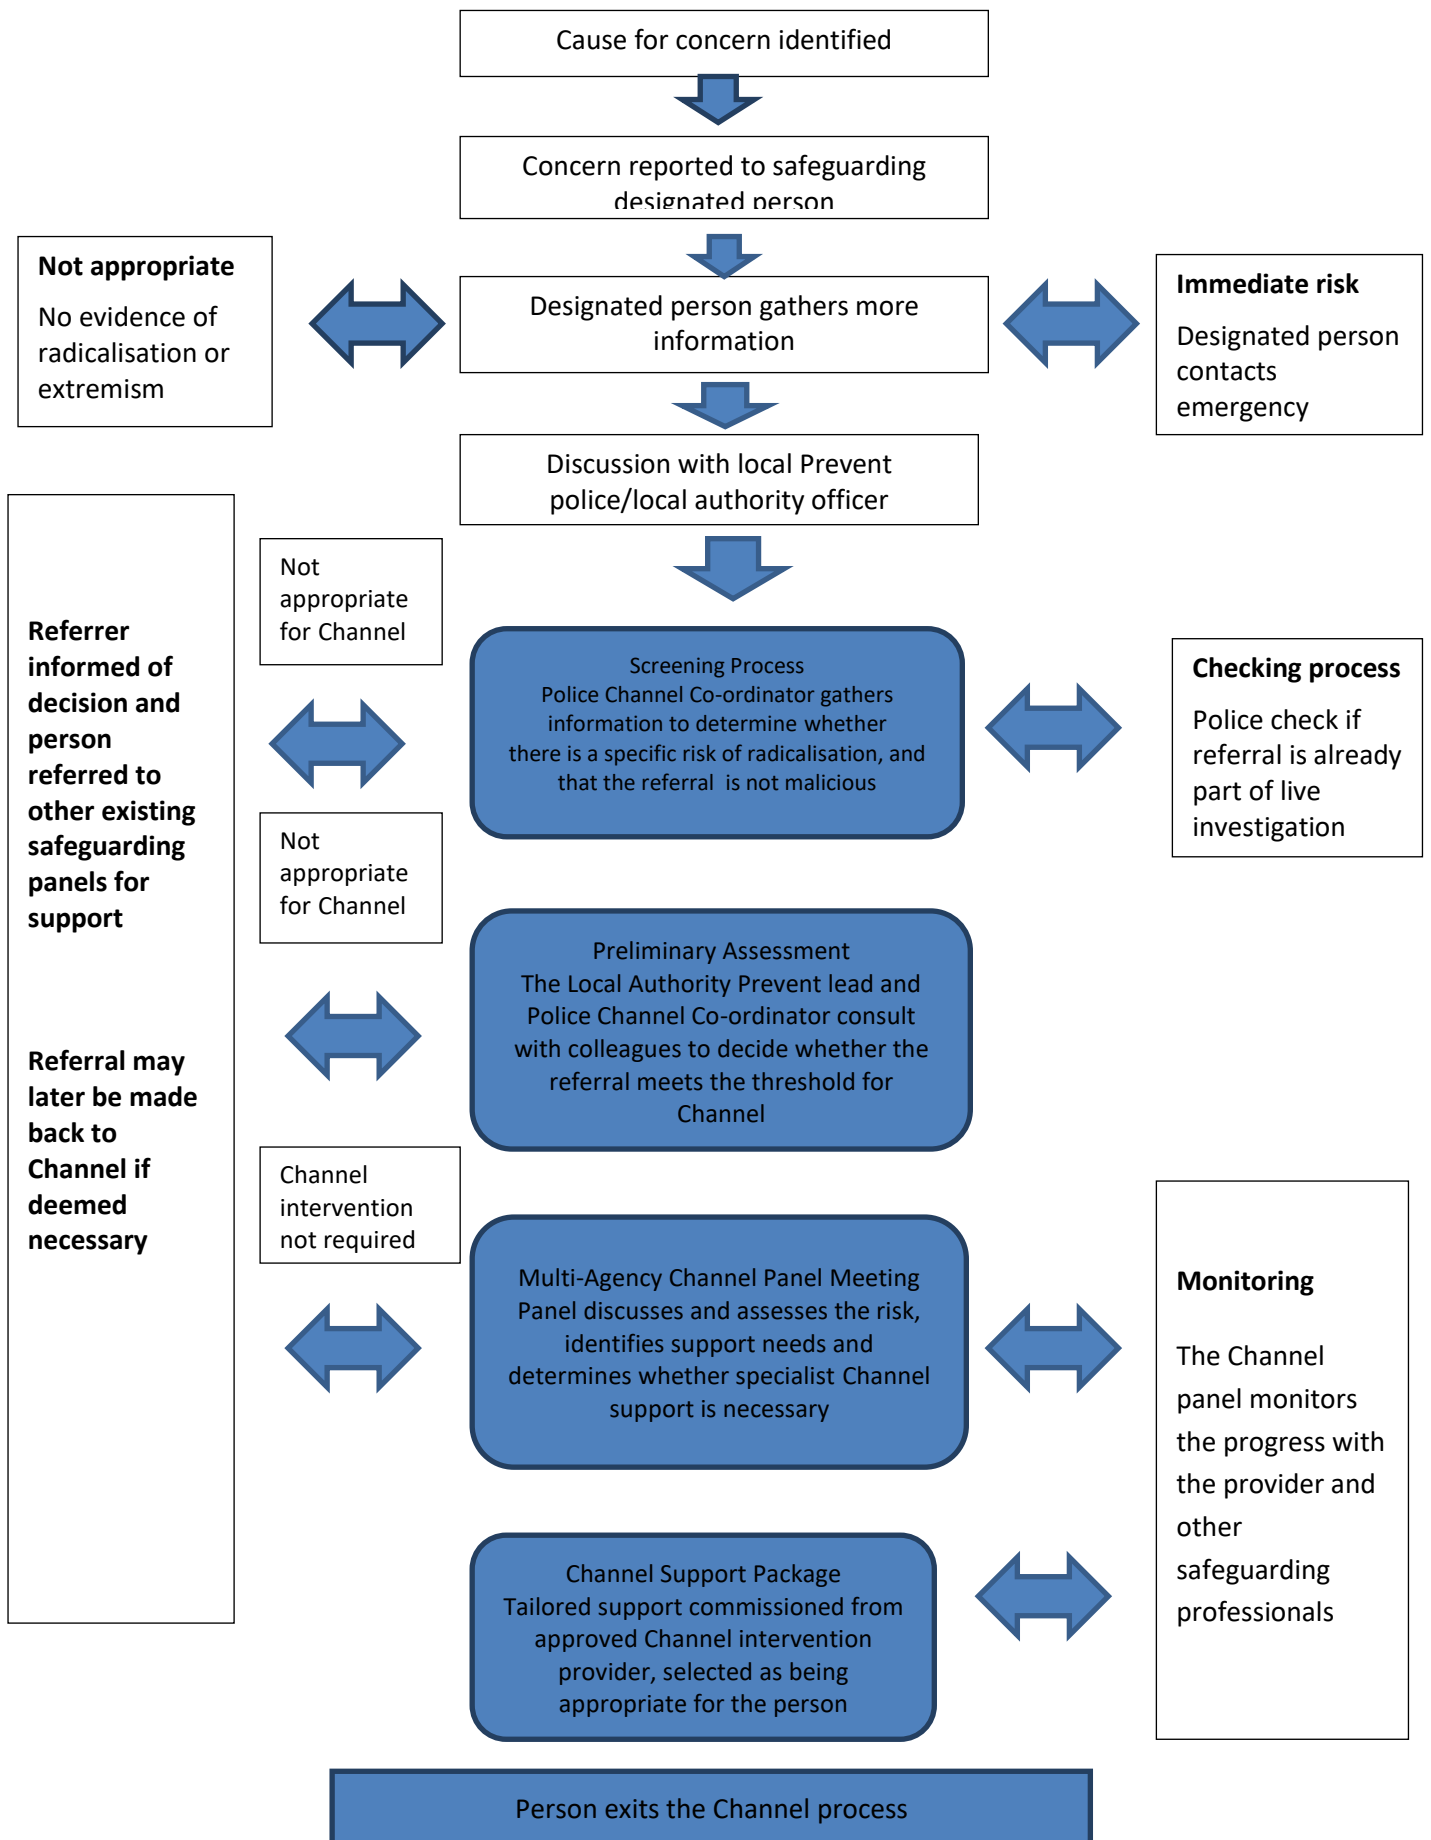 Cause for concern identified
Concern reported to safeguarding
designated person
Not appropriate
No evidence of
radicalisation or
extremism
Designated person gathers more
information
Immediate risk
Designated person
contacts
emergency
Discussion with local Prevent
police/local authority officer
Referrer
informed of
decision and
person
referred to
other existing
safeguarding
panels for
support
Referral may
later be made
back to
Channel if
deemed
necessary
Not
appropriate
for Channel
Screening Process
Police Channel Co-ordinator gathers
information to determine whether
there is a specific risk of radicalisation, and
that the referral is not malicious
Checking process
Police check if
referral is already
part of live
investigation
Not
appropriate
for Channel
Preliminary Assessment
The Local Authority Prevent lead and
Police Channel Co-ordinator consult
with colleagues to decide whether the
referral meets the threshold for
Channel
Channel
intervention
not required
Multi-Agency Channel Panel Meeting
Panel discusses and assesses the risk,
identifies support needs and
determines whether specialist Channel
support is necessary
Monitoring
The Channel
panel monitors
the progress with
the provider and
other
safeguarding
professionals
Channel Support Package
Tailored support commissioned from
approved Channel intervention
provider, selected as being
appropriate for the person
Person exits the Channel process